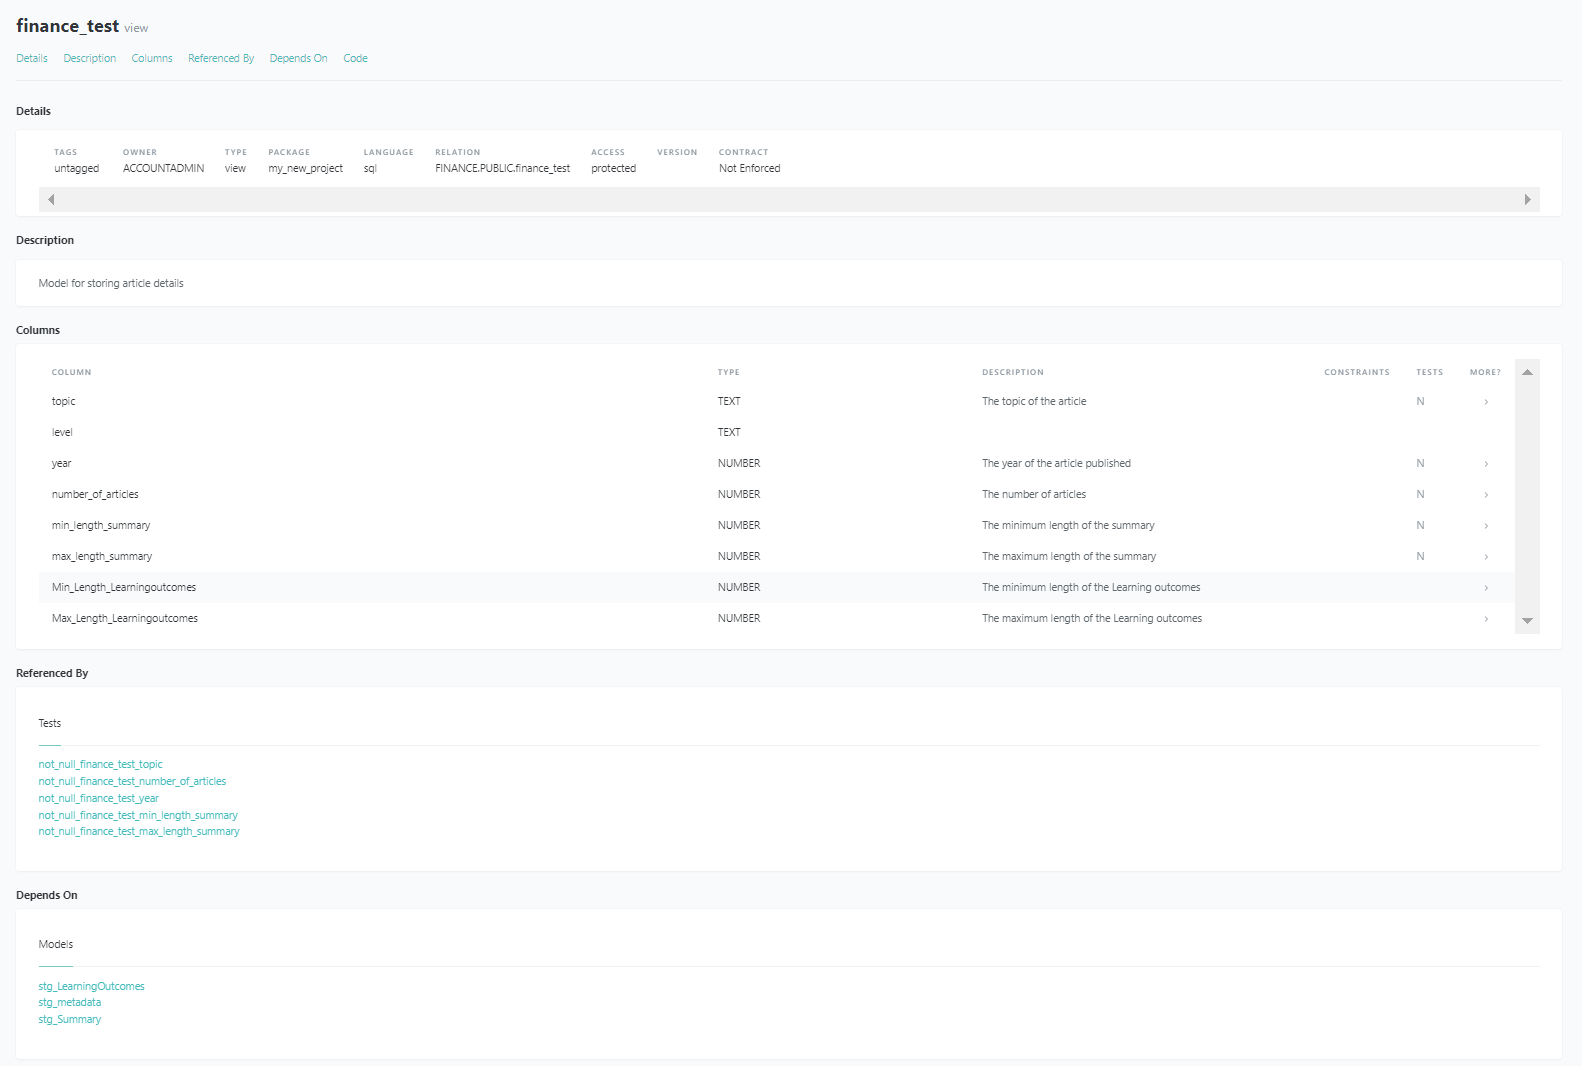 finance_test view
Details Description Columns Referenced By Depends On Code
Details
TAGS OWNER TYPE PACKAGE LANGUAGE RELATION ACCESS VERSION CONTRACT
untagged ACCOUNTADMIN view my_new_project sql FINANCE.PUBLIC.finance_test protected Not Enforced
Description
Model for storing article details
Columns
COLUMN TYPE DESCRIPTION CONSTRAINTS TESTS MORE?
topic TEXT The topic of the article N >
level TEXT
year NUMBER The year of the article published N >
number_of_articles NUMBER The number of articles N >
min_length_summary NUMBER The minimum length of the summary N >
max_length_summary NUMBER The maximum length of the summary N >
Min_Length_Learningoutcomes NUMBER The minimum length of the Learning outcomes >
Max_Length_Learningoutcomes NUMBER The maximum length of the Learning outcomes >
Referenced By
Tests
not_null_finance_test_topic
not_null_finance_test_number_of_articles
not_null_finance_test_year
not_null_finance_test_min_length_summary
not_null_finance_test_max_length_summary
Depends On
Models
stg_LearningOutcomes
stg_metadata
stg_Summary